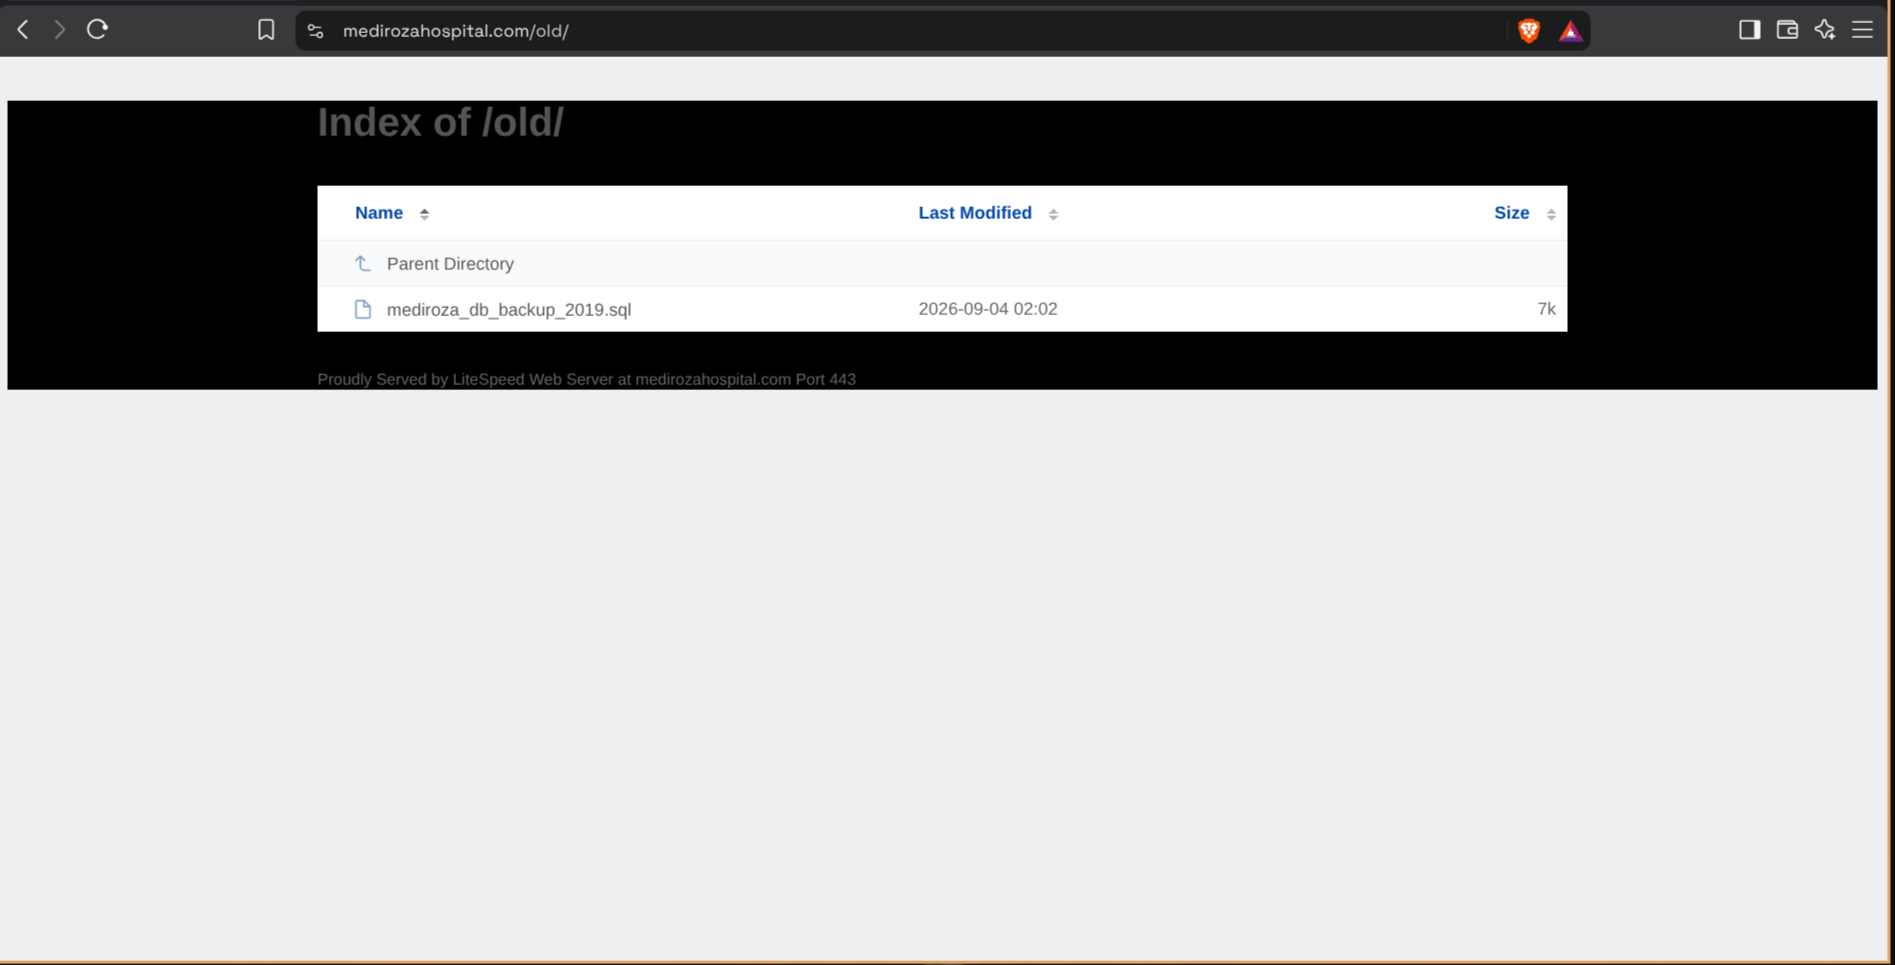 medirozahospital.com/old/
Index of /old/
Name Last Modified Size
Parent Directory
mediroza_db_backup_2019.sql 2026-09-04 02:02 7k
Proudly Served by LiteSpeed Web Server at medirozahospital.com Port 443